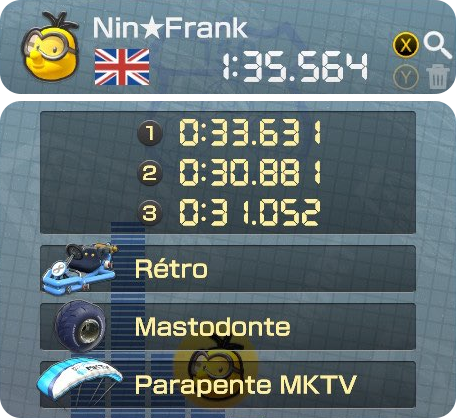 Nin★Frank
1:35.564
X
Y
1 0:33.631
2 0:30.881
3 0:31.052
Rétro
Mastodonte
Parapente MKTV